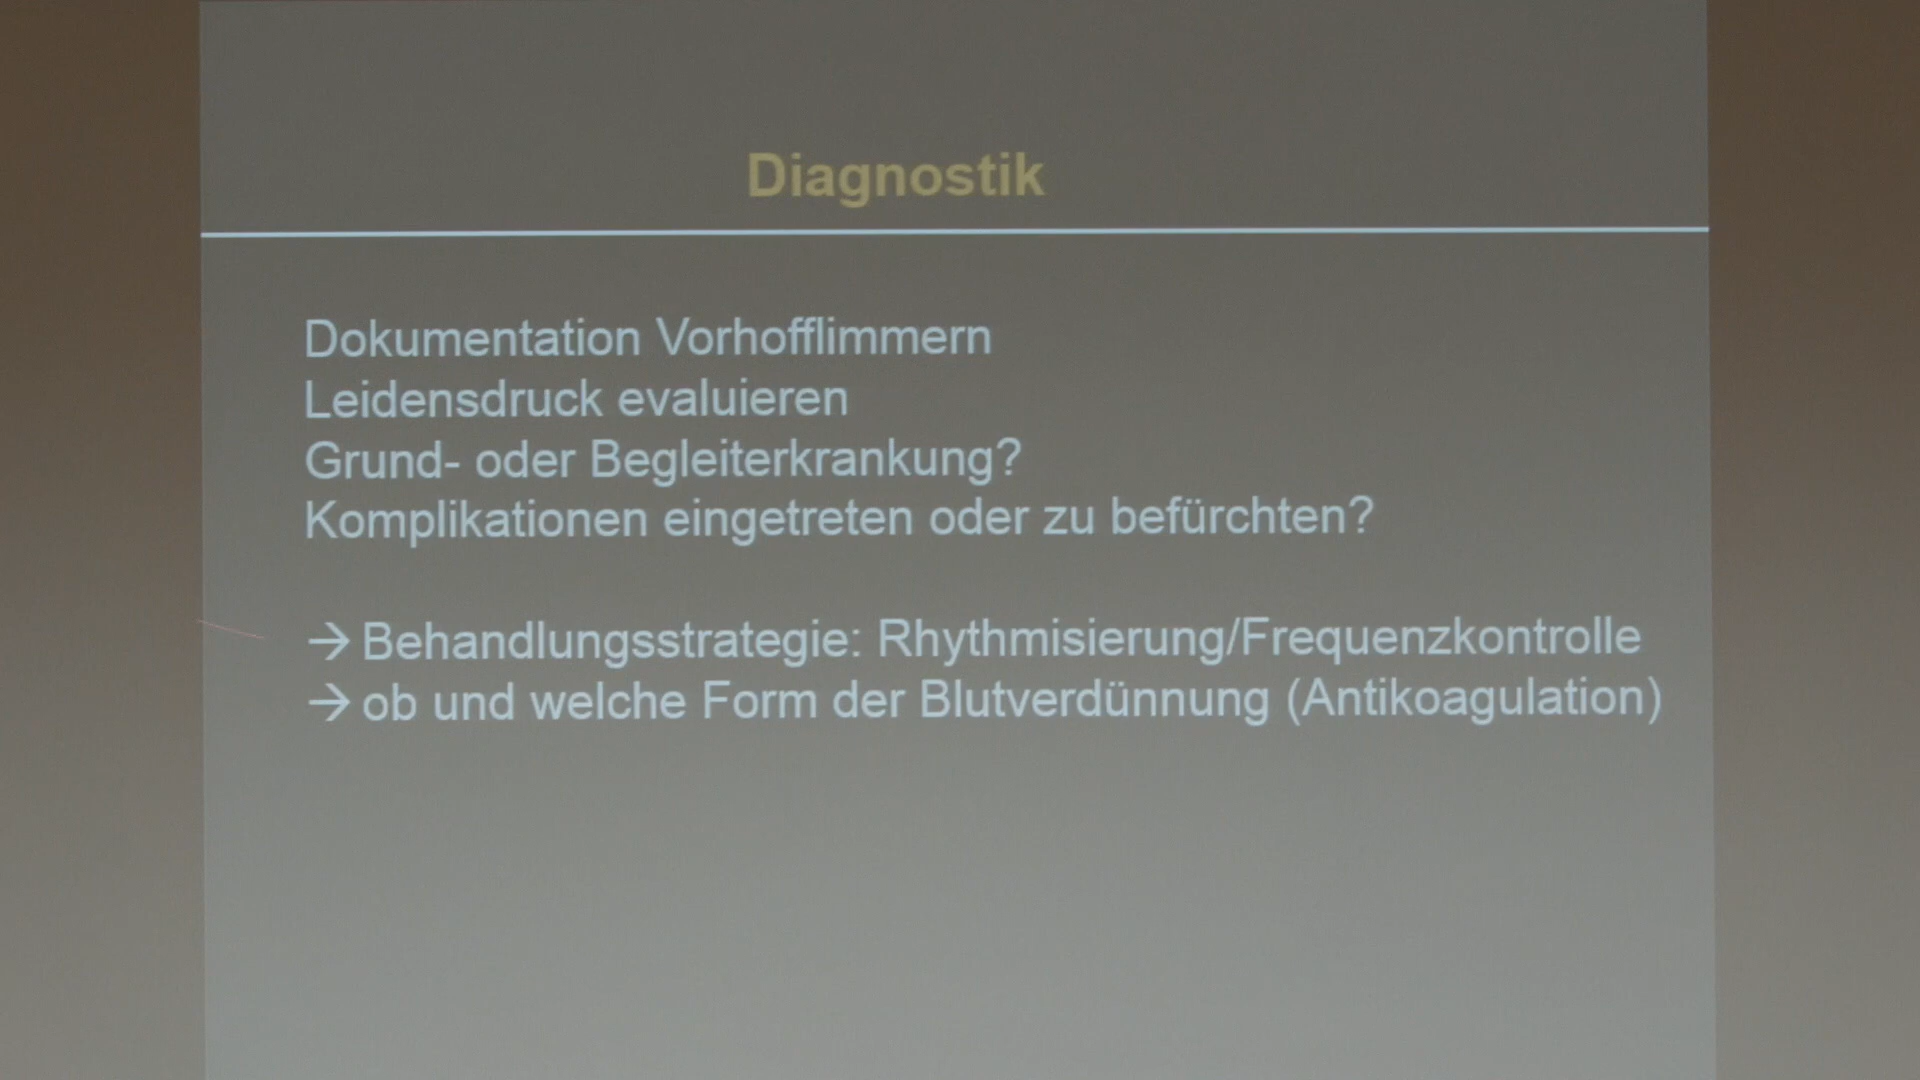 Diagnostik
Dokumentation Vorhofflimmern
Leidensdruck evaluieren
Grund- oder Begleiterkrankung?
Komplikationen eingetreten oder zu befürchten?
→ Behandlungsstrategie: Rhythmisierung/Frequenzkontrolle
→ ob und welche Form der Blutverdünnung (Antikoagulation)